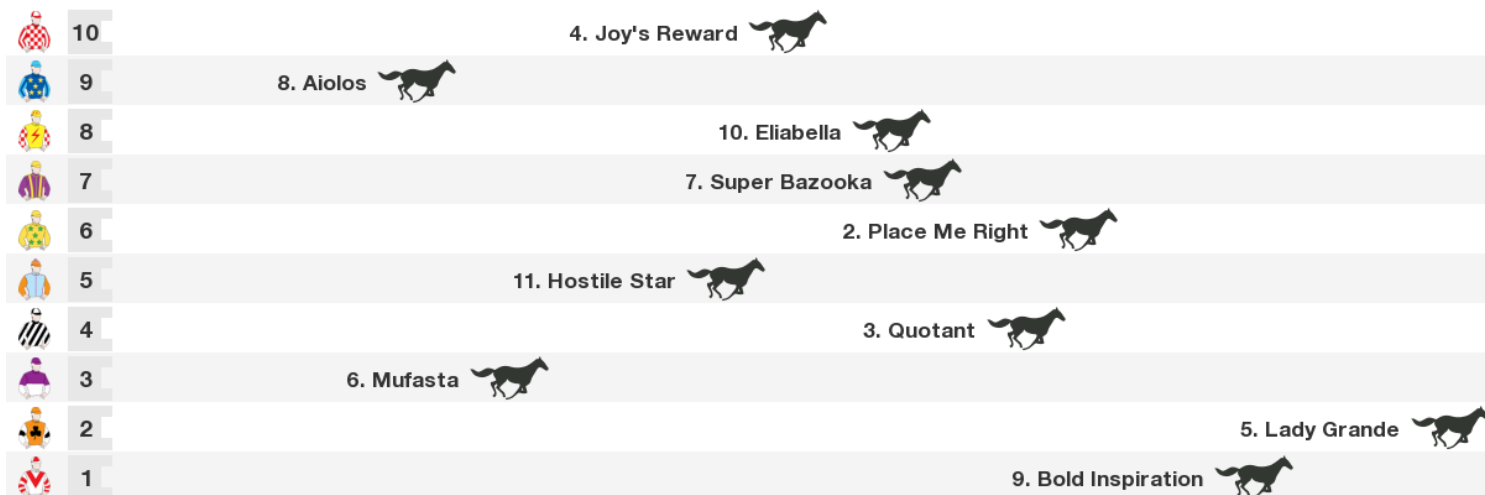 10 4. Joy's Reward
9 8. Aiolos
8 10. Eliabella
7 7. Super Bazooka
6 2. Place Me Right
5 11. Hostile Star
4 3. Quotant
3 6. Mufasta
2 5. Lady Grande
1 9. Bold Inspiration